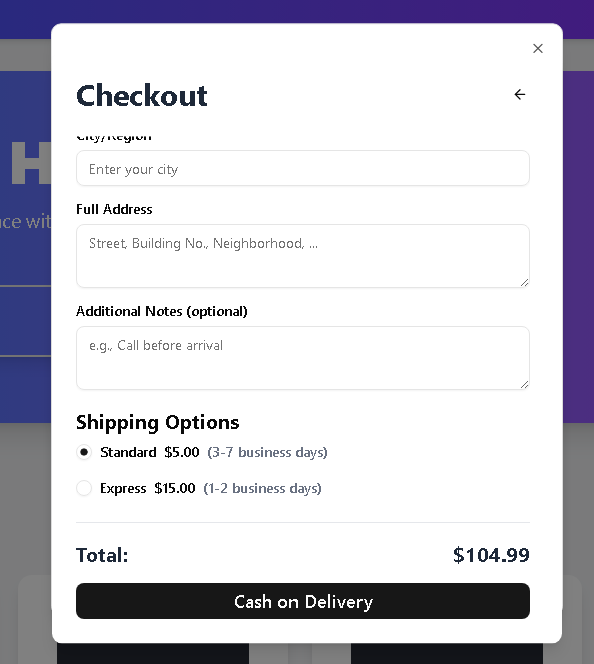 Checkout
City/Region
Enter your city
H
nce wit
Full Address
Street, Building No., Neighborhood, ...
Additional Notes (optional)
e.g., Call before arrival
Shipping Options
Standard $5.00 (3-7 business days)
Express $15.00 (1-2 business days)
Total: $104.99
Cash on Delivery